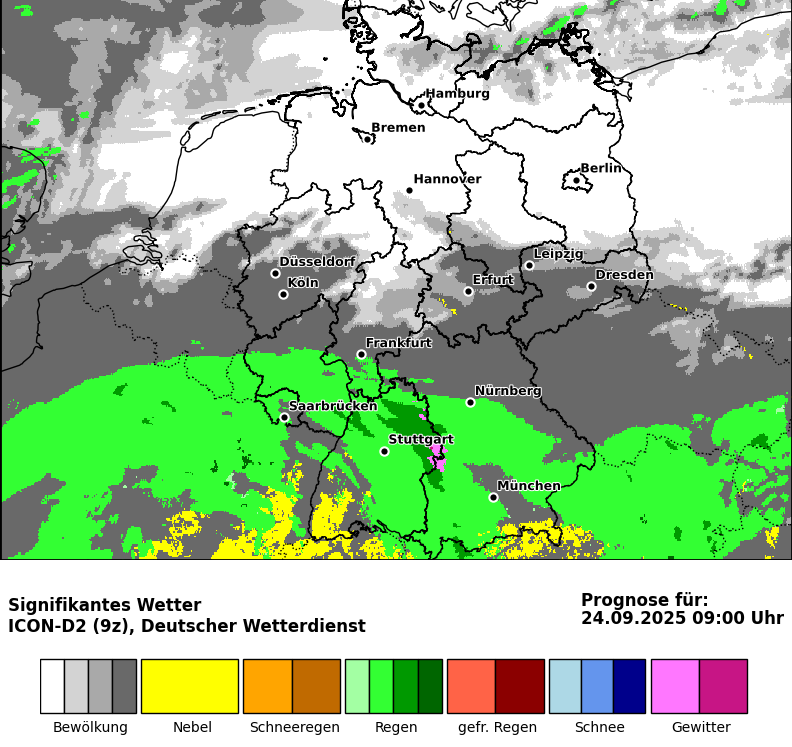 Hamburg
Bremen
Berlin
Hannover
Leipzig
Düsseldorf
Dresden
Köln
Erfurt
Frankfurt
Nürnberg
Saarbrücken
Stuttgart
München
Signifikantes Wetter
ICON-D2 (9z), Deutscher Wetterdienst
Prognose für:
24.09.2025 09:00 Uhr
Bewölkung
Nebel
Schneeregen
Regen
gefr. Regen
Schnee
Gewitter